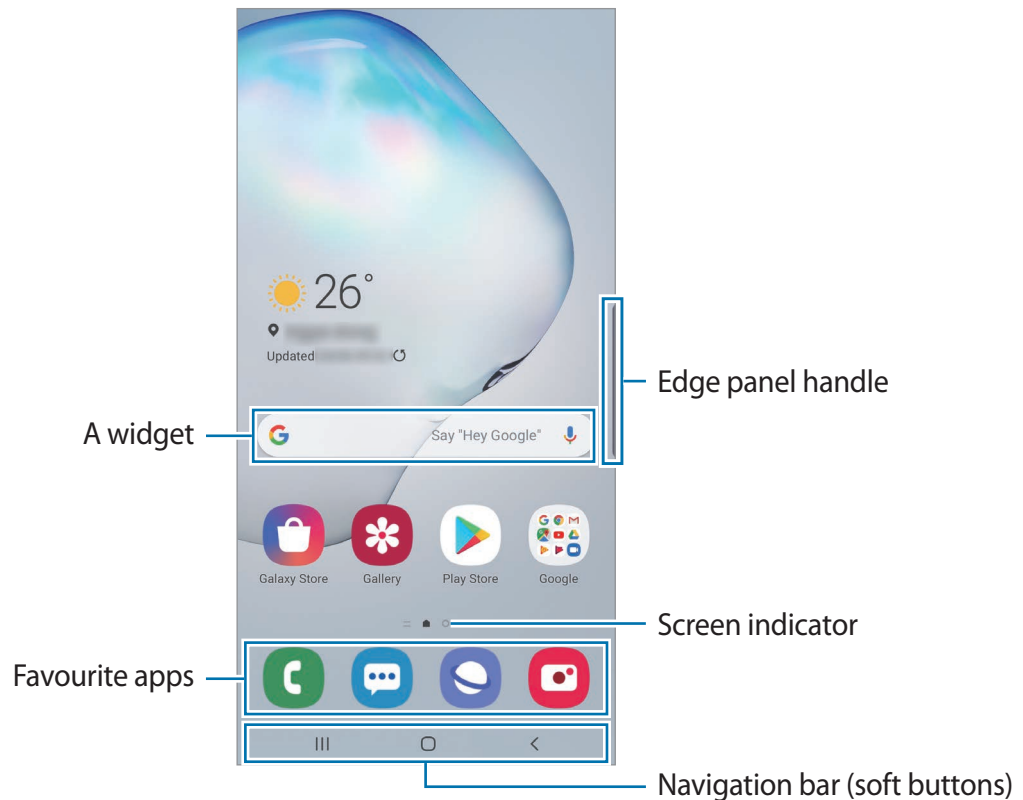 26°
Updated
Edge panel handle
A widget
G Say "Hey Google"
Galaxy Store
Gallery
Play Store
Google
Screen indicator
Favourite apps
Navigation bar (soft buttons)